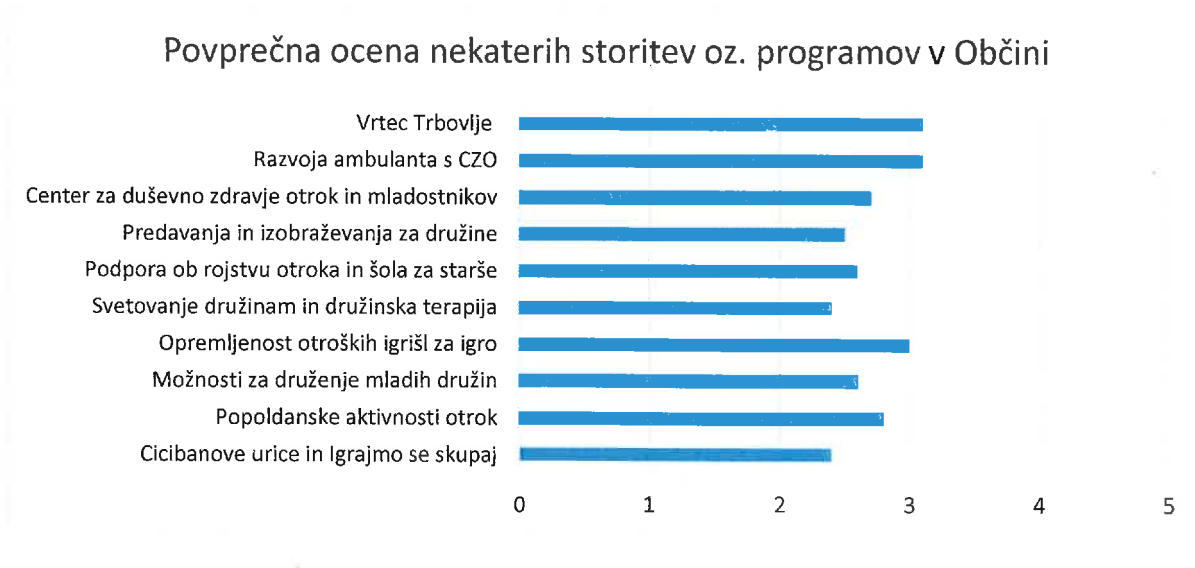 Povprečna ocena nekaterih storitev oz. programov v Občini
Vrtec Trbovlje
Razvoja ambulanta s CZO
Center za duševno zdravje otrok in mladostnikov
Predavanja in izobraževanja za družine
Podpora ob rojstvu otroka in šola za starše
Svetovanje družinam in družinska terapija
Opremljenost otroških igrišl za igro
Možnosti za druženje mladih družin
Popoldanske aktivnosti otrok
Cicibanove urice in Igrajmo se skupaj
0 1 2 3 4 5